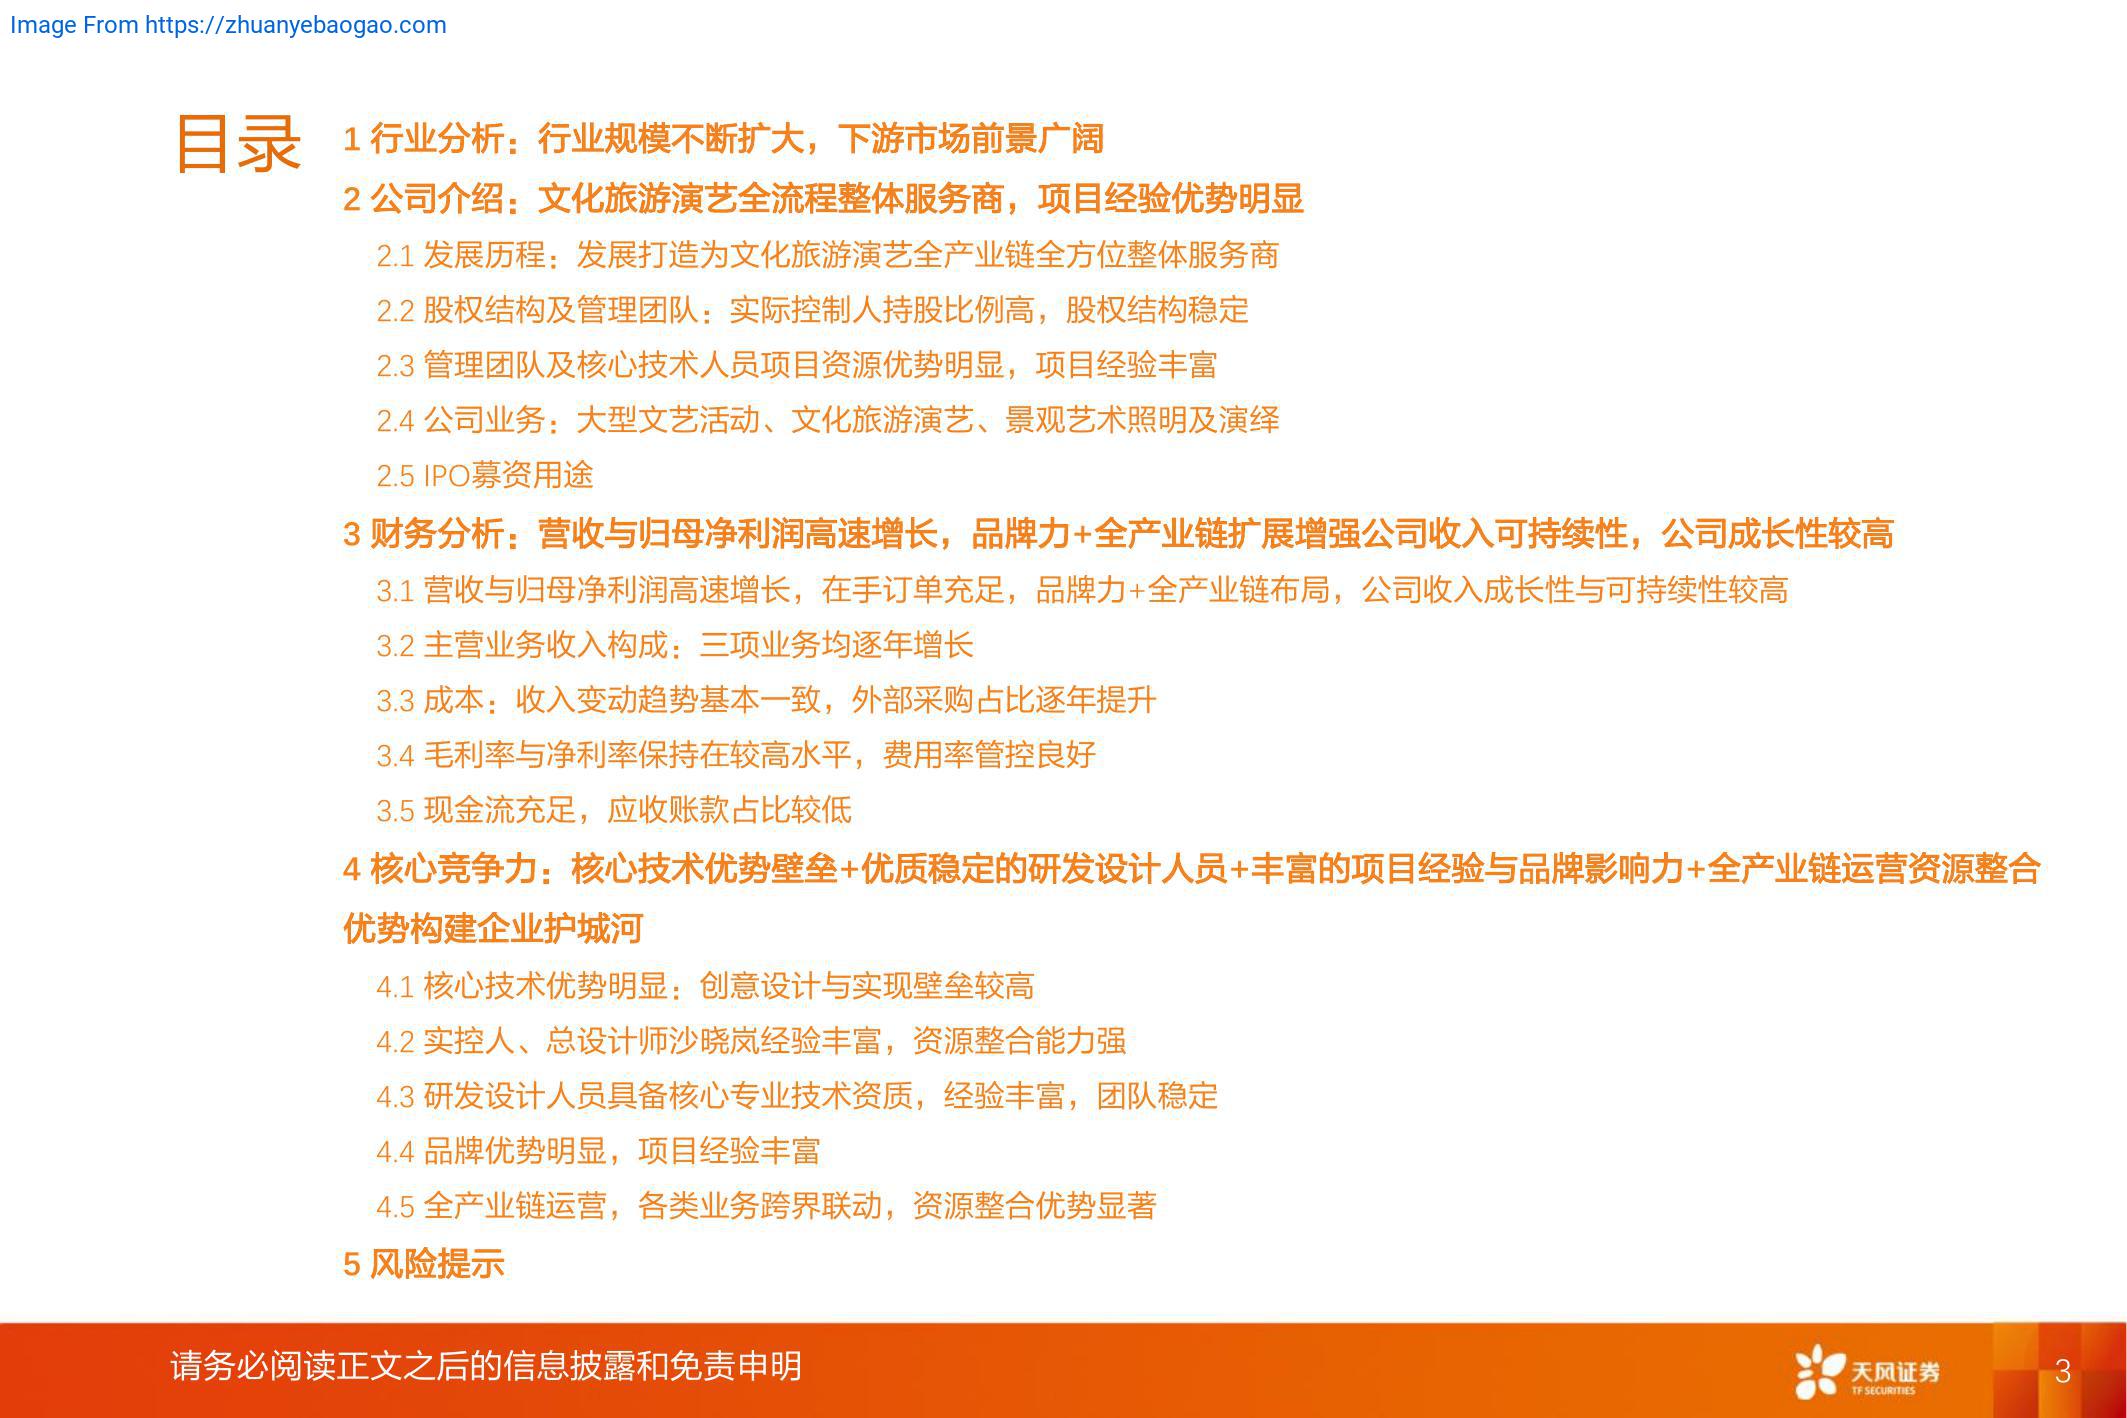 Image From https://zhuanyebaogao.com
目录
1 行业分析：行业规模不断扩大，下游市场前景广阔
2 公司介绍：文化旅游演艺全流程整体服务商，项目经验优势明显
2.1 发展历程：发展打造为文化旅游演艺全产业链全方位整体服务商
2.2 股权结构及管理团队：实际控制人持股比例高，股权结构稳定
2.3 管理团队及核心技术人员项目资源优势明显，项目经验丰富
2.4 公司业务：大型文艺活动、文化旅游演艺、景观艺术照明及演绎
2.5 IPO募资用途
3 财务分析：营收与归母净利润高速增长，品牌力+全产业链扩展增强公司收入可持续性，公司成长性较高
3.1 营收与归母净利润高速增长，在手订单充足，品牌力+全产业链布局，公司收入成长性与可持续性较高
3.2 主营业务收入构成：三项业务均逐年增长
3.3 成本：收入变动趋势基本一致，外部采购占比逐年提升
3.4 毛利率与净利率保持在较高水平，费用率管控良好
3.5 现金流充足，应收账款占比较低
4 核心竞争力：核心技术优势壁垒+优质稳定的研发设计人员+丰富的项目经验与品牌影响力+全产业链运营资源整合
优势构建企业护城河
4.1 核心技术优势明显：创意设计与实现壁垒较高
4.2 实控人、总设计师沙晓岚经验丰富，资源整合能力强
4.3 研发设计人员具备核心专业技术资质，经验丰富，团队稳定
4.4 品牌优势明显，项目经验丰富
4.5 全产业链运营，各类业务跨界联动，资源整合优势显著
5 风险提示
请务必阅读正文之后的信息披露和免责申明
天风证券
TF SECURITIES
3